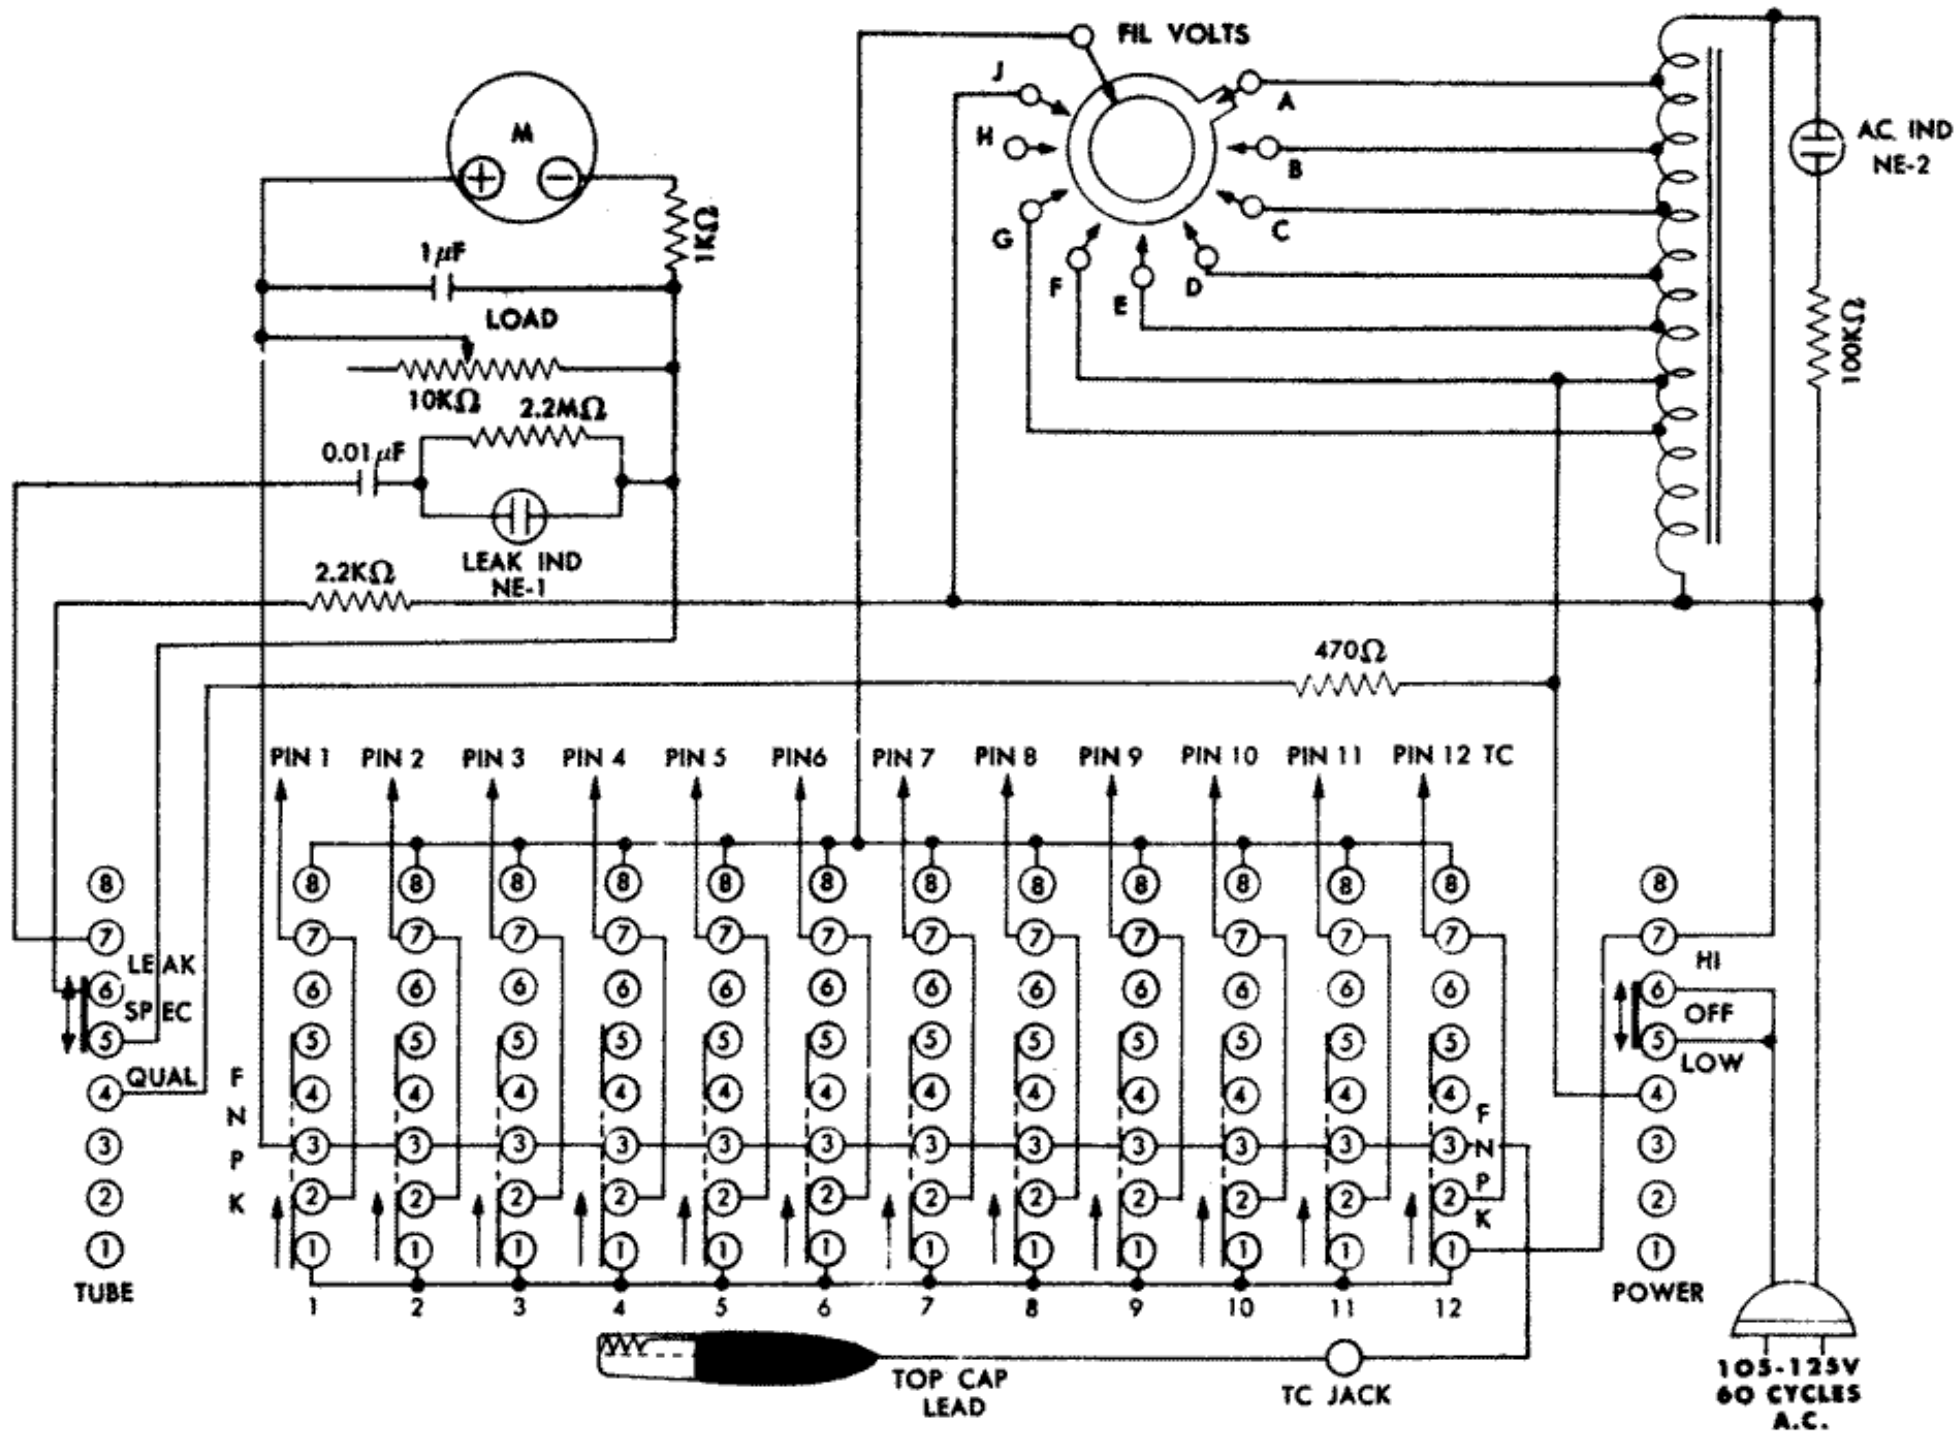 FIL VOLTS
J
H
G
F
E
D
C
B
A
A.C. IND
NE-2
100KΩ
M
+ −
1KΩ
1µF
LOAD
10KΩ
2.2MΩ
0.01µF
LEAK IND
NE-1
2.2KΩ
470Ω
PIN 1 PIN 2 PIN 3 PIN 4 PIN 5 PIN6 PIN 7 PIN 8 PIN 9 PIN 10 PIN 11 PIN 12 TC
8 8 8 8 8 8 8 8 8 8 8 8 8 8
7 7 7 7 7 7 7 7 7 7 7 7 7 7
LEAK
HI
6 6 6 6 6 6 6 6 6 6 6 6 6 6
SPEC
OFF
5 5 5 5 5 5 5 5 5 5 5 5 5 5
QUAL
LOW
4 4 4 4 4 4 4 4 4 4 4 4 4 4
3 3 3 3 3 3 3 3 3 3 3 3 3 3
2 2 2 2 2 2 2 2 2 2 2 2 2 2
1 1 1 1 1 1 1 1 1 1 1 1 1 1
F
N
P
K
F
N
P
K
TUBE
1 2 3 4 5 6 7 8 9 10 11 12
POWER
TOP CAP
LEAD
TC JACK
105-125V
60 CYCLES
A.C.